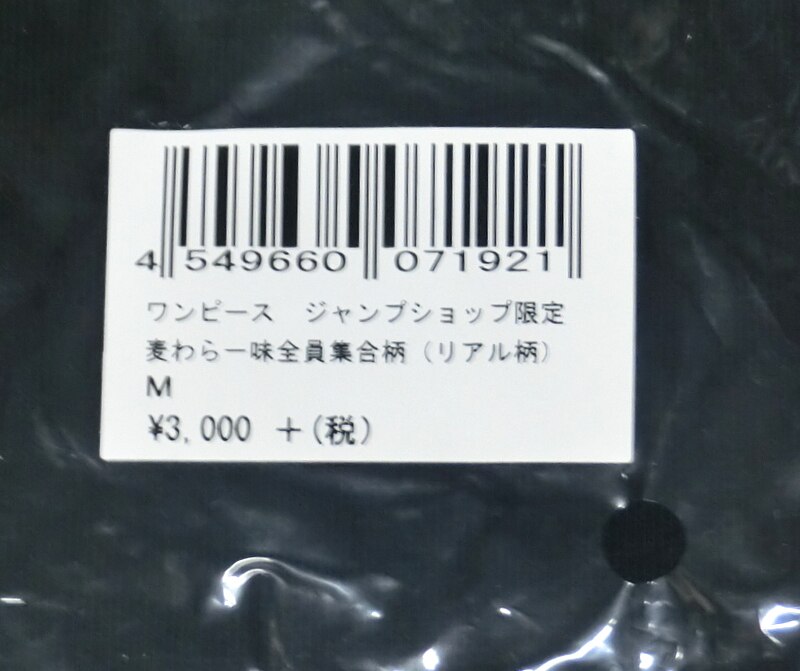 4 549660 071921
ワンピース　ジャンプショップ限定
麦わら一味全員集合柄（リアル柄）
M
¥3,000 +(税)